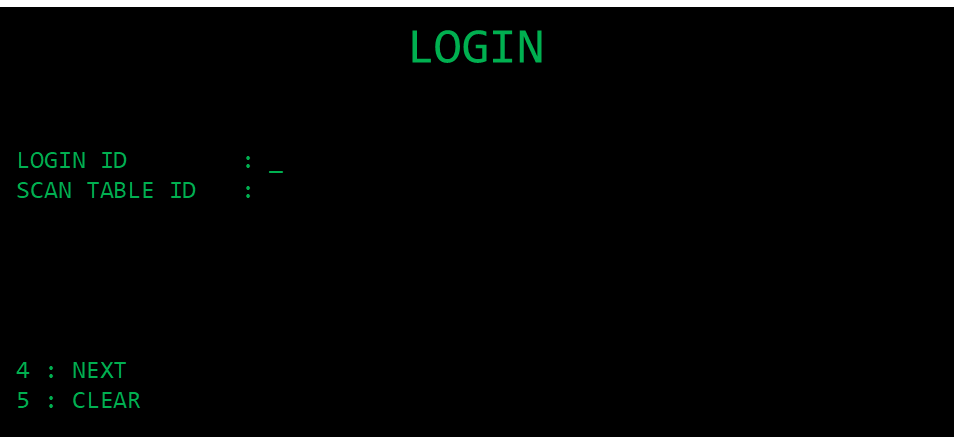 LOGIN
LOGIN ID : _
SCAN TABLE ID :
4 : NEXT
5 : CLEAR